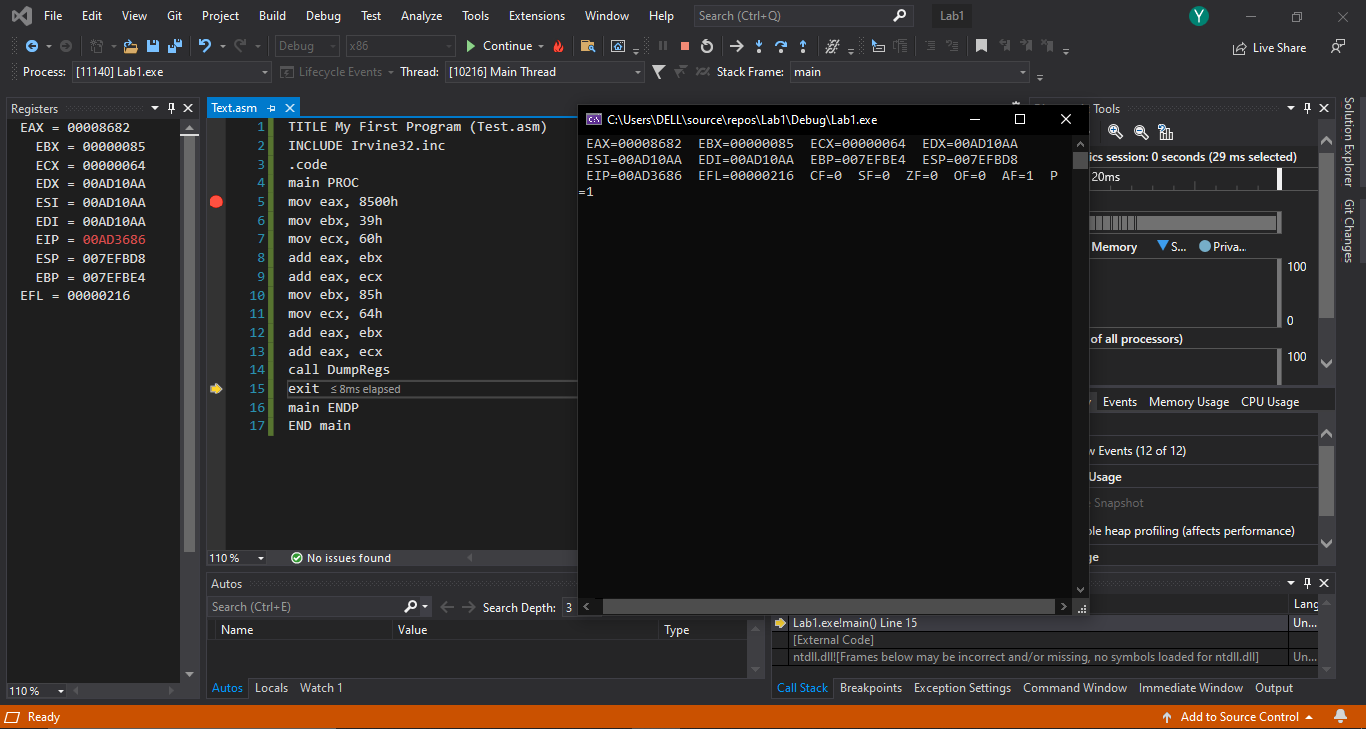 File Edit View Git Project Build Debug Test Analyze Tools Extensions Window Help Search (Ctrl+Q) Lab1 Y
Debug x86 Continue Live Share
Process: [11140] Lab1.exe Lifecycle Events Thread: [10216] Main Thread Stack Frame: main
Registers
EAX = 00008682
EBX = 00000085
ECX = 00000064
EDX = 00AD10AA
ESI = 00AD10AA
EDI = 00AD10AA
EIP = 00AD3686
ESP = 007EFBD8
EBP = 007EFBE4
EFL = 00000216
110 %
Text.asm
1 TITLE My First Program (Test.asm)
2 INCLUDE Irvine32.inc
3 .code
4 main PROC
5 mov eax, 8500h
6 mov ebx, 39h
7 mov ecx, 60h
8 add eax, ebx
9 add eax, ecx
10 mov ebx, 85h
11 mov ecx, 64h
12 add eax, ebx
13 add eax, ecx
14 call DumpRegs
15 exit ≤ 8ms elapsed
16 main ENDP
17 END main
110 % No issues found
C:\Users\DELL\source\repos\Lab1\Debug\Lab1.exe
EAX=00008682 EBX=00000085 ECX=00000064 EDX=00AD10AA
ESI=00AD10AA EDI=00AD10AA EBP=007EFBE4 ESP=007EFBD8
EIP=00AD3686 EFL=00000216 CF=0 SF=0 ZF=0 OF=0 AF=1 P
=1
Tools
ics session: 0 seconds (29 ms selected)
20ms
Memory S... Priva...
100
0
of all processors)
100
Events Memory Usage CPU Usage
w Events (12 of 12)
Usage
Snapshot
ole heap profiling (affects performance)
ge
Solution Explorer
Git Changes
Autos
Search (Ctrl+E) Search Depth: 3
Name Value Type
Autos Locals Watch 1
Lang
Lab1.exe!main() Line 15 Un...
[External Code]
ntdll.dll![Frames below may be incorrect and/or missing, no symbols loaded for ntdll.dll] Un...
Call Stack Breakpoints Exception Settings Command Window Immediate Window Output
Ready Add to Source Control